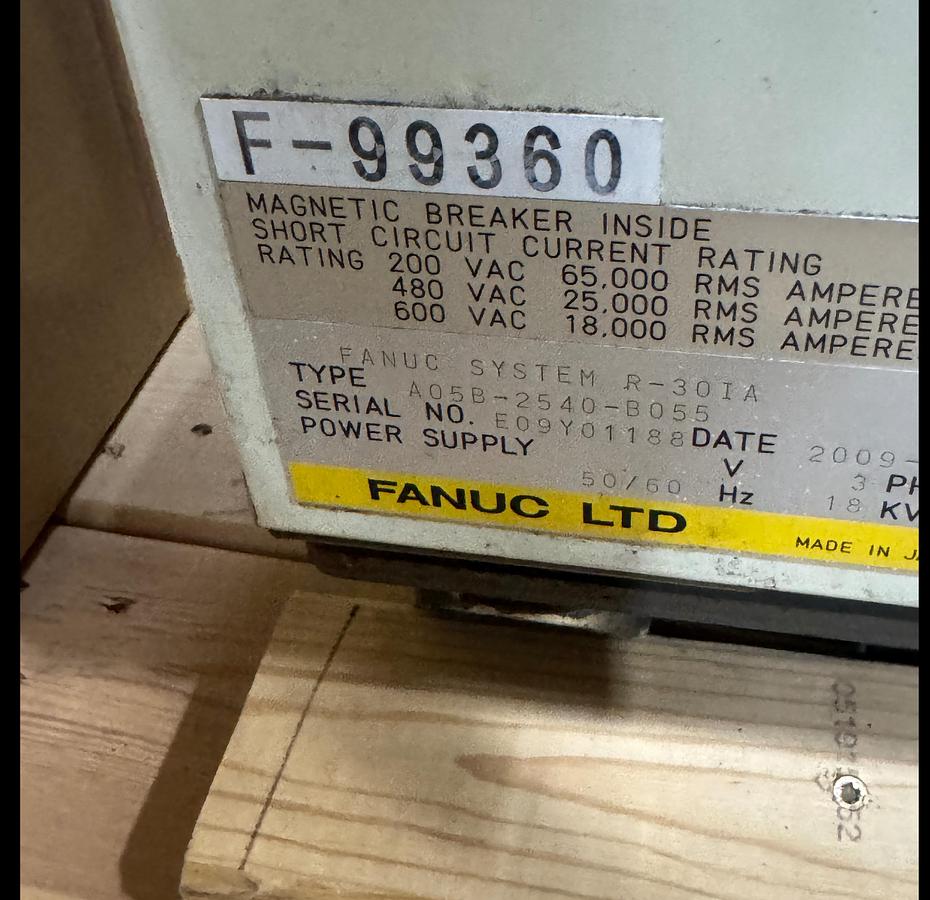 F-99360
MAGNETIC BREAKER INSIDE
SHORT CIRCUIT CURRENT RATING
RATING 200 VAC 65,000 RMS AMPERE
480 VAC 25,000 RMS AMPERE
600 VAC 18,000 RMS AMPERE
FANUC SYSTEM R-30IA
TYPE A05B-2540-B055
SERIAL NO. E09Y01188 DATE 2009-
POWER SUPPLY V 3 PH
50/60 Hz 18 KV
FANUC LTD
MADE IN JA